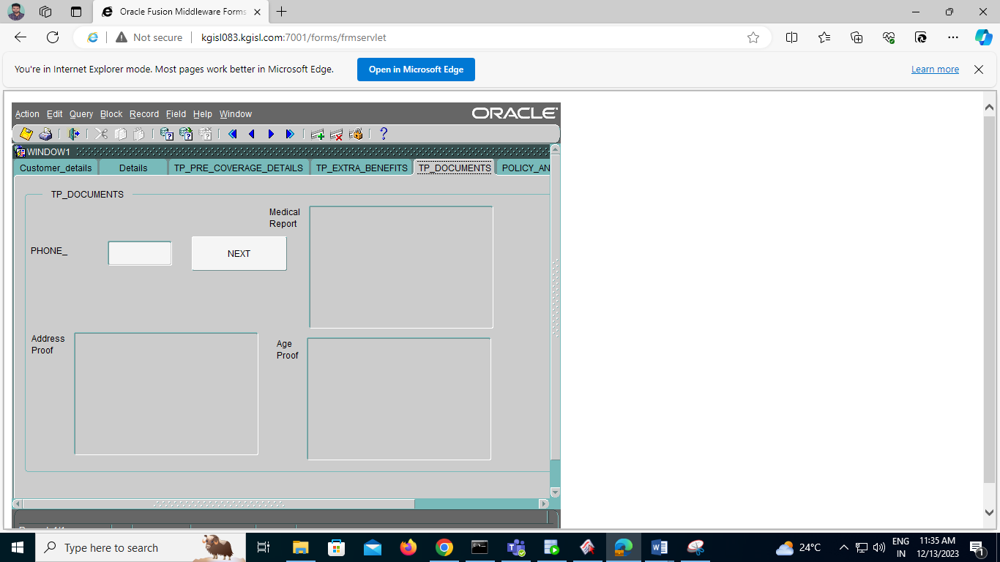 Oracle Fusion Middleware Forms
Not secure
kgisl083.kgisl.com:7001/forms/frmservlet
You're in Internet Explorer mode. Most pages work better in Microsoft Edge.
Open in Microsoft Edge
Learn more
Action Edit Query Block Record Field Help Window
ORACLE
WINDOW1
Customer_details
Details
TP_PRE_COVERAGE_DETAILS
TP_EXTRA_BENEFITS
TP_DOCUMENTS
POLICY_AN
TP_DOCUMENTS
Medical
Report
PHONE_
NEXT
Address
Proof
Age
Proof
Type here to search
24°C
ENG
IN
11:35 AM
12/13/2023
1